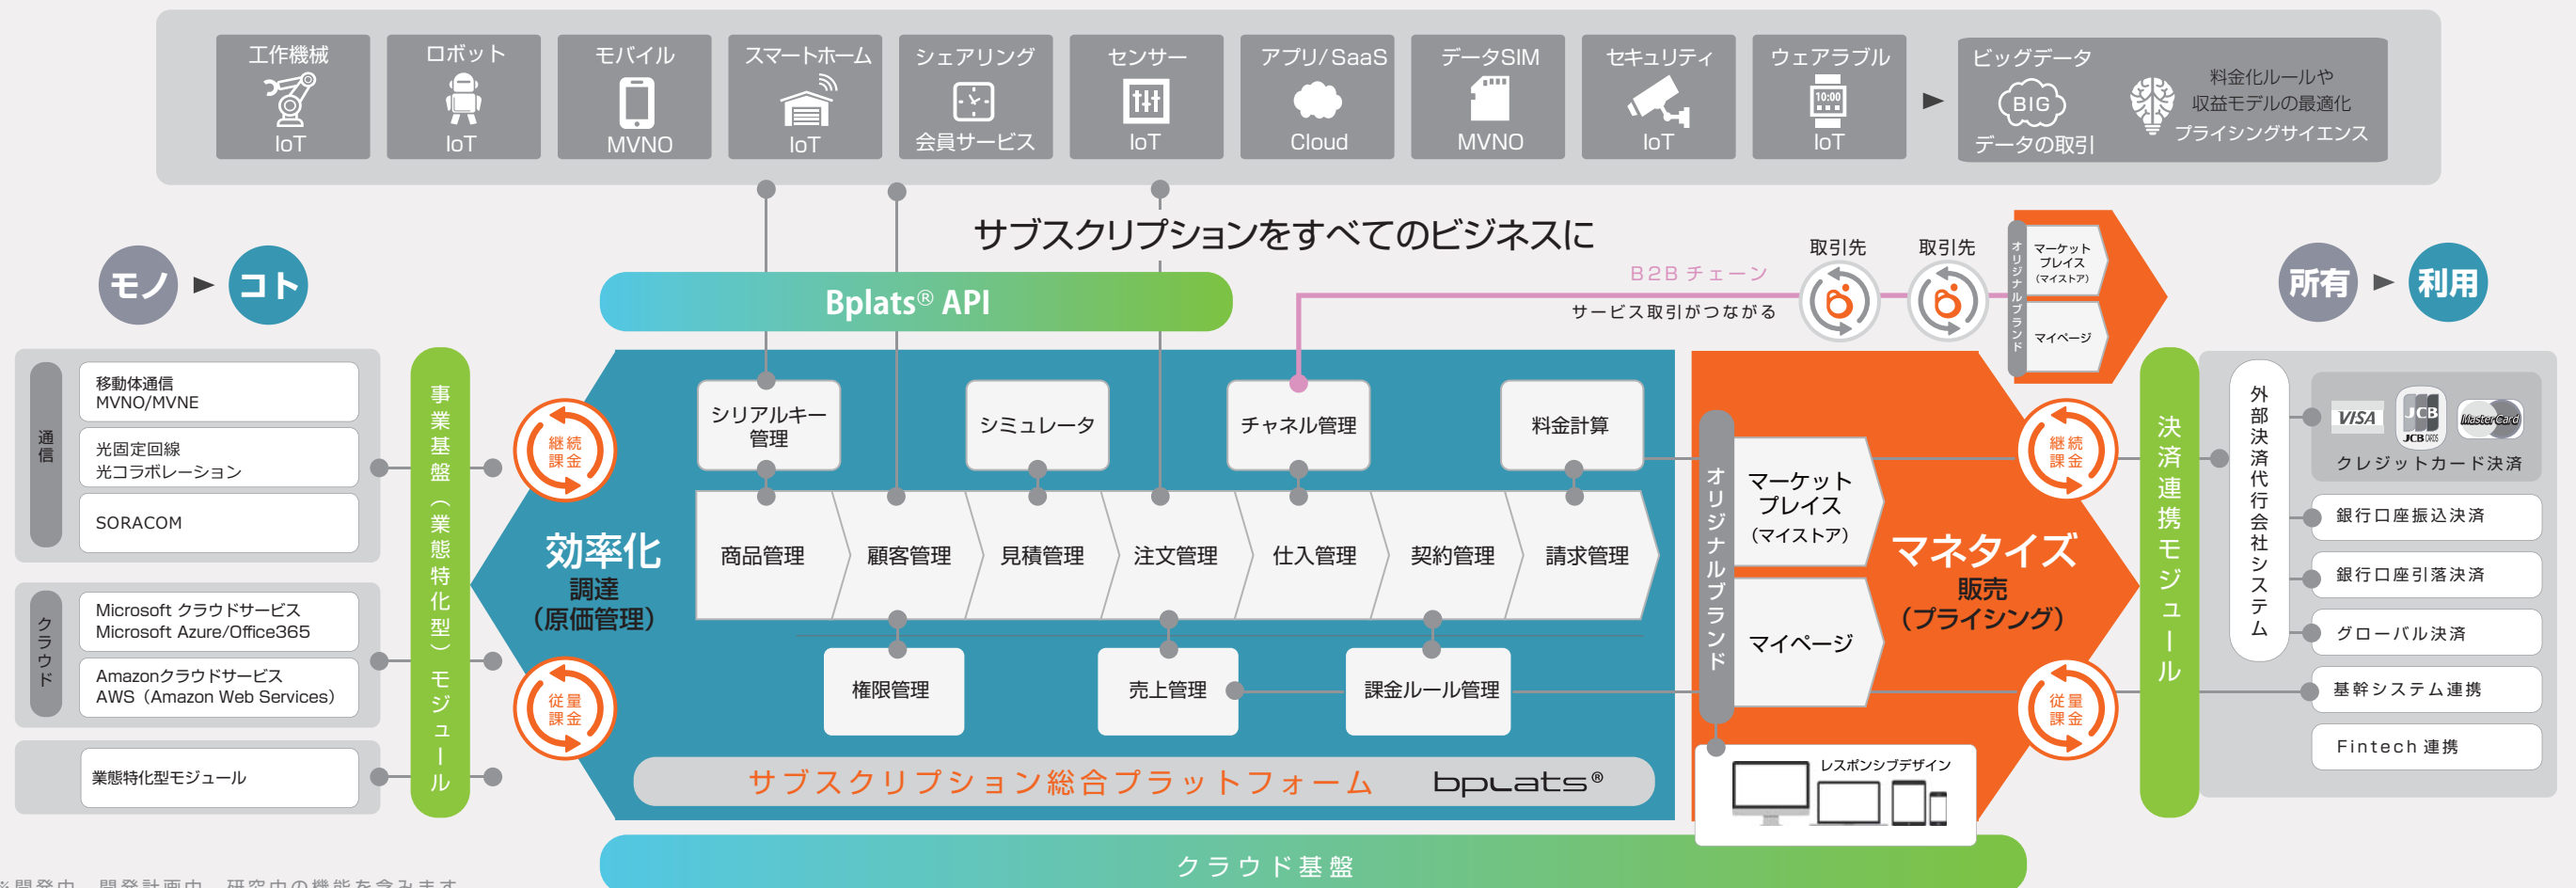 工作機械
IoT
ロボット
IoT
モバイル
MVNO
スマートホーム
IoT
シェアリング
会員サービス
センサー
IoT
アプリ/SaaS
Cloud
データSIM
MVNO
セキュリティ
IoT
ウェアラブル
10:00
IoT
ビッグデータ
BIG
データの取引
料金化ルールや
収益モデルの最適化
プライシングサイエンス
サブスクリプションをすべてのビジネスに
モノ
コト
Bplats® API
B2Bチェーン
サービス取引がつながる
取引先
取引先
オリジナルブランド
マーケット
プレイス
（マイストア）
マイページ
所有
利用
通信
移動体通信
MVNO/MVNE
光固定回線
光コラボレーション
SORACOM
クラウド
Microsoft クラウドサービス
Microsoft Azure/Office365
Amazonクラウドサービス
AWS（Amazon Web Services）
業態特化型モジュール
事業基盤（業態特化型）モジュール
継続
課金
従量
課金
効率化
調達
（原価管理）
シリアルキー
管理
シミュレータ
チャネル管理
料金計算
商品管理
顧客管理
見積管理
注文管理
仕入管理
契約管理
請求管理
権限管理
売上管理
課金ルール管理
サブスクリプション総合プラットフォーム
bplats®
オリジナルブランド
マーケット
プレイス
（マイストア）
マイページ
マネタイズ
販売
（プライシング）
継続
課金
従量
課金
レスポンシブデザイン
決済連携モジュール
外部決済代行会社システム
VISA
JCB
JCB CARDS
MasterCard
クレジットカード決済
銀行口座振込決済
銀行口座引落決済
グローバル決済
基幹システム連携
Fintech 連携
クラウド基盤
※開発中、開発計画中、研究中の機能を含みます